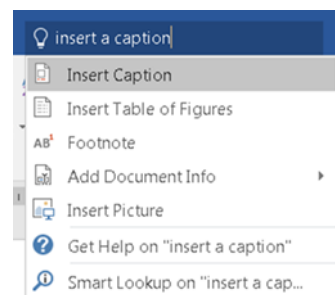 insert a caption
Insert Caption
Insert Table of Figures
AB¹ Footnote
Add Document Info
Insert Picture
Get Help on "insert a caption"
Smart Lookup on "insert a cap...